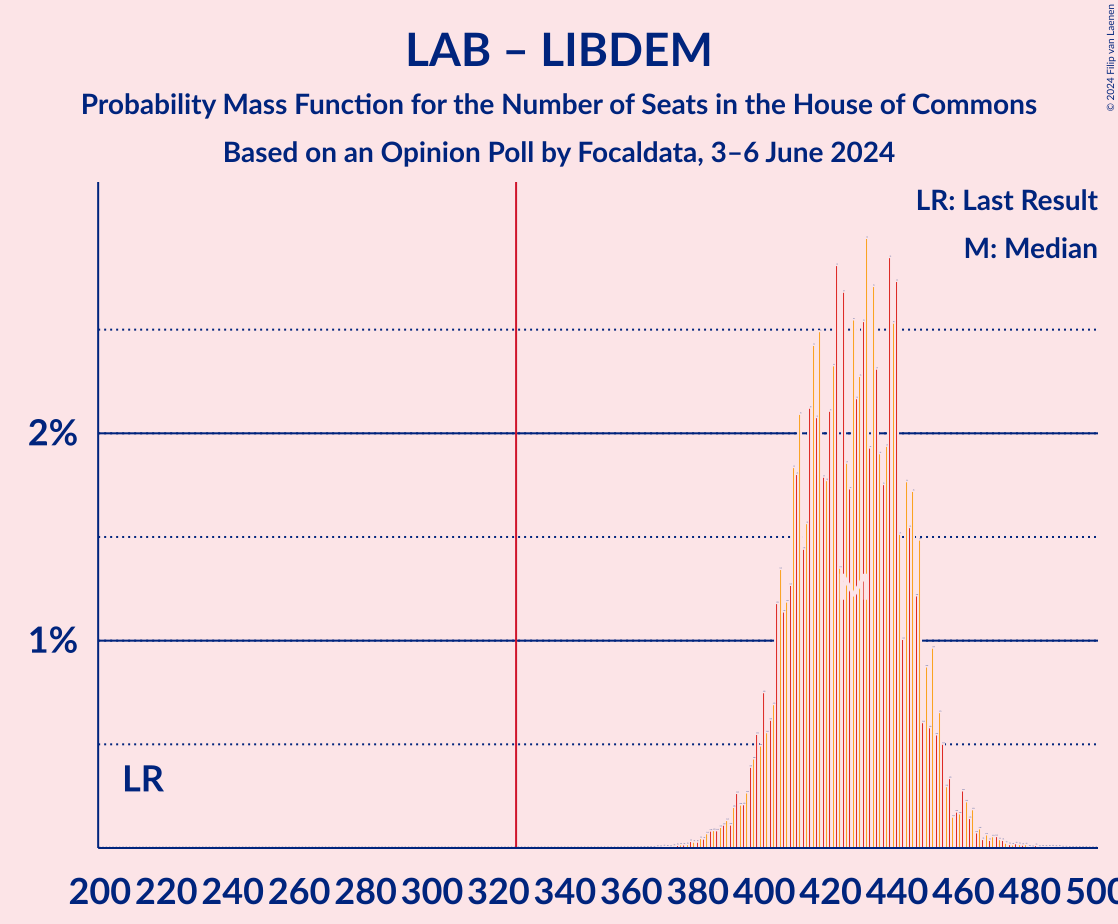 LAB – LIBDEM
Probability Mass Function for the Number of Seats in the House of Commons
Based on an Opinion Poll by Focaldata, 3–6 June 2024
© 2024 Filip van Laenen
LR: Last Result
M: Median
2%
1%
LR
M
200 220 240 260 280 300 320 340 360 380 400 420 440 460 480 500